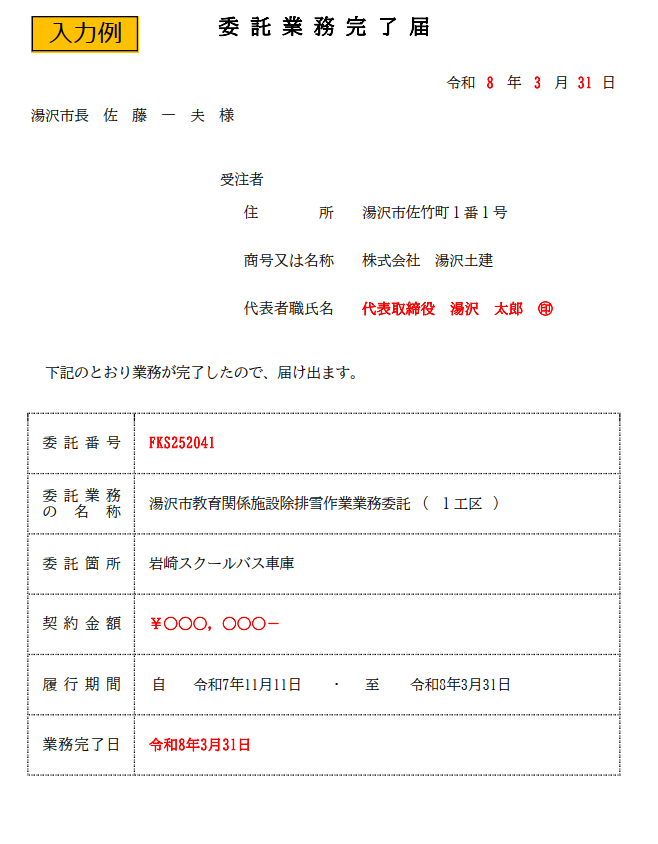 入力例
委託業務完了届
令和 8 年 3 月 31 日
湯沢市長 佐 藤 一 夫 様
受注者
住 所 湯沢市佐竹町1番1号
商号又は名称 株式会社 湯沢土建
代表者職氏名 代表取締役 湯沢 太郎 ㊞
下記のとおり業務が完了したので、届け出ます。
委託番号 FKS252041
委託業務
の名称 湯沢市教育関係施設除排雪作業業務委託 ( 1工区 )
委託箇所 岩崎スクールバス車庫
契約金額 ¥〇〇〇,〇〇〇-
履行期間 自 令和7年11月11日 ・ 至 令和8年3月31日
業務完了日 令和8年3月31日